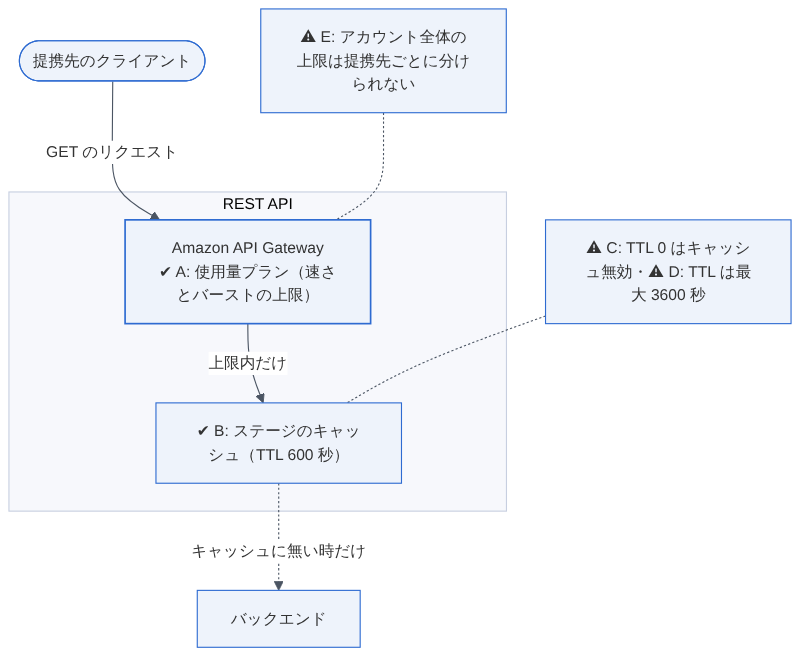 ⚠ E: アカウント全体の
上限は提携先ごとに分け
られない
提携先のクライアント
GET のリクエスト
REST API
Amazon API Gateway
✔ A: 使用量プラン（速さ
とバーストの上限）
⚠ C: TTL 0 はキャッシ
ュ無効・⚠ D: TTL は最
大 3600 秒
上限内だけ
✔ B: ステージのキャッ
シュ（TTL 600 秒）
キャッシュに無い時だけ
バックエンド